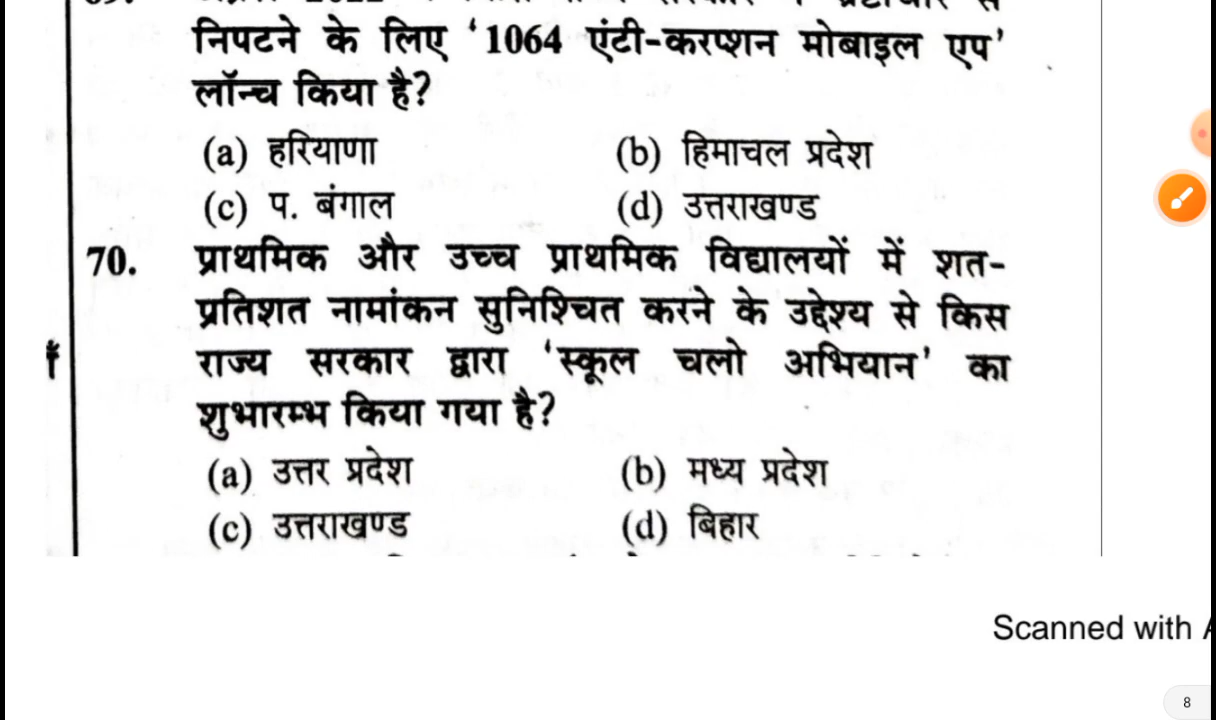 निपटने के लिए ‘1064 एंटी-करप्शन मोबाइल एप’
लॉन्च किया है?
(a) हरियाणा (b) हिमाचल प्रदेश
(c) प. बंगाल (d) उत्तराखण्ड
70. प्राथमिक और उच्च प्राथमिक विद्यालयों में शत-
प्रतिशत नामांकन सुनिश्चित करने के उद्देश्य से किस
राज्य सरकार द्वारा ‘स्कूल चलो अभियान’ का
शुभारम्भ किया गया है?
(a) उत्तर प्रदेश (b) मध्य प्रदेश
(c) उत्तराखण्ड (d) बिहार
Scanned with
8